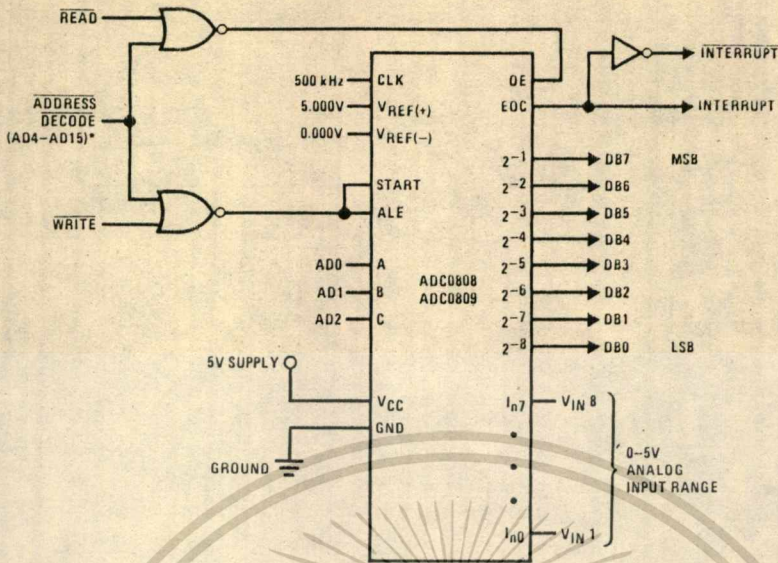 READ
ADDRESS
DECODE
(AD4–AD15)*
WRITE
500 kHz
5.000V
0.000V
CLK
VREF(+)
VREF(−)
START
ALE
AD0
AD1
AD2
A
B
C
ADC0808
ADC0809
OE
EOC
INTERRUPT
INTERRUPT
2-1 DB7 MSB
2-2 DB6
2-3 DB5
2-4 DB4
2-5 DB3
2-6 DB2
2-7 DB1
2-8 DB0 LSB
5V SUPPLY
VCC
GND
GROUND
In7 VIN 8
In0 VIN 1
0–5V
ANALOG
INPUT RANGE